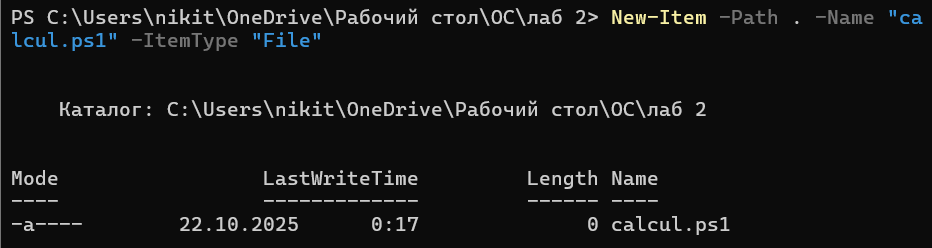 PS C:\Users\nikit\OneDrive\Рабочий стол\ОС\лаб 2> New-Item -Path . -Name "ca
lcul.ps1" -ItemType "File"
Каталог: C:\Users\nikit\OneDrive\Рабочий стол\ОС\лаб 2
Mode LastWriteTime Length Name
---- ------------- ------ ----
-a---- 22.10.2025 0:17 0 calcul.ps1